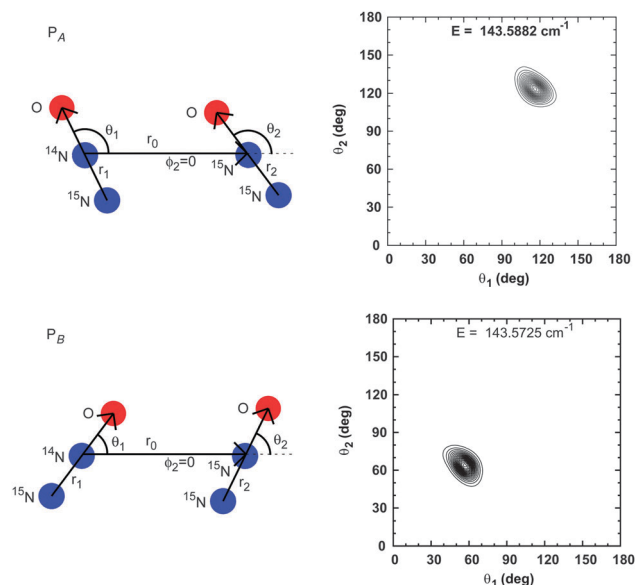 P_A
O
θ₁
r₀
¹⁴N
r₁
¹⁵N
O
θ₂
ϕ₂=0
¹⁵N
r₂
¹⁵N
E = 143.5882 cm⁻¹
180
150
120
90
60
30
0
θ₂ (deg)
0 30 60 90 120 150 180
θ₁ (deg)
P_B
O
θ₁
r₀
¹⁴N
r₁
¹⁵N
O
θ₂
ϕ₂=0
¹⁵N
r₂
¹⁵N
E = 143.5725 cm⁻¹
180
150
120
90
60
30
0
θ₂ (deg)
0 30 60 90 120 150 180
θ₁ (deg)